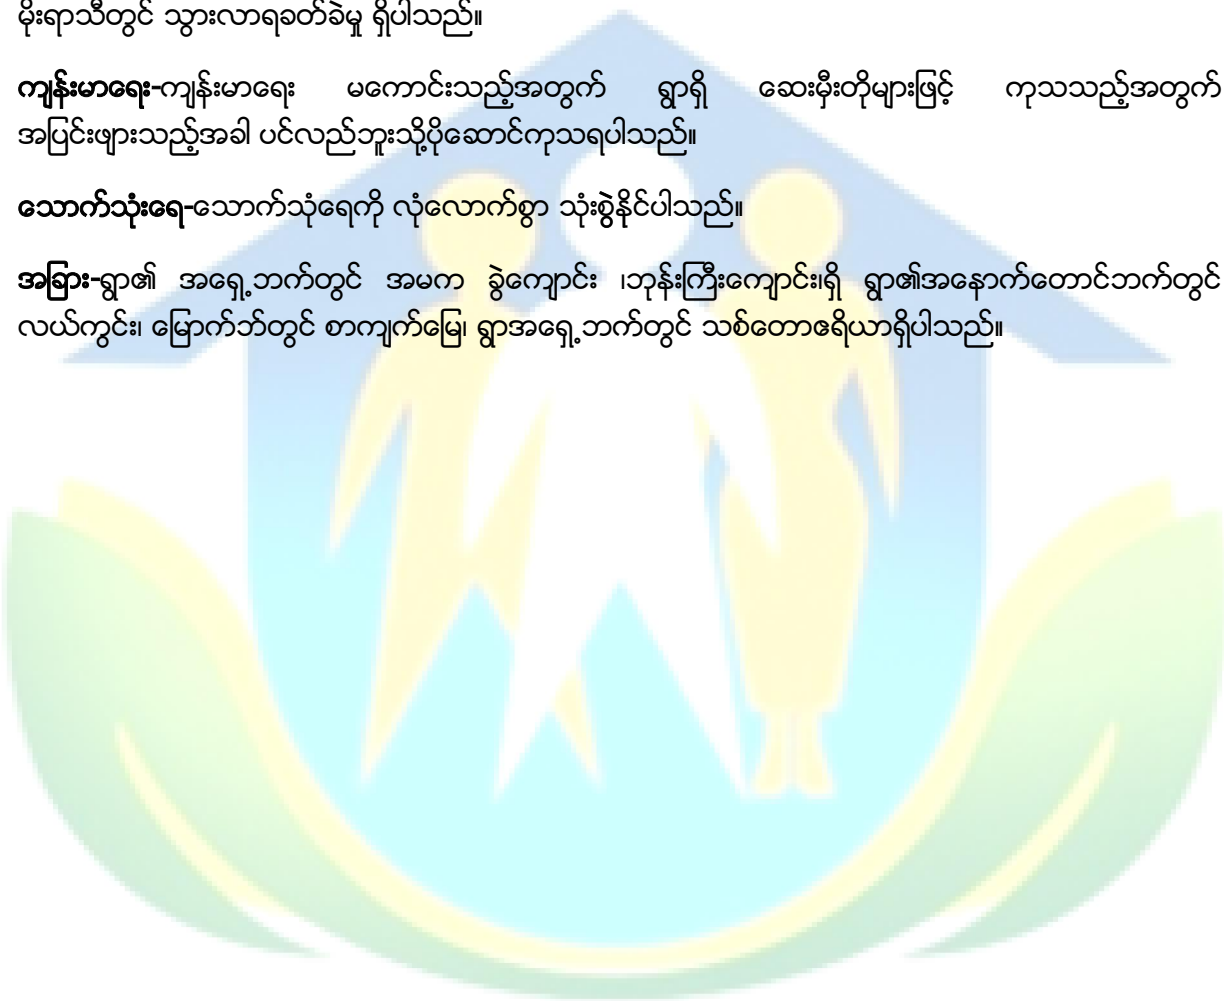 မိုးရာသီတွင် သွားလာရခတ်ခဲမှု ရှိပါသည်။
ကျန်းမာရေး-ကျန်းမာရေး မကောင်းသည့်အတွက် ရွာရှိ ဆေးမှီးတိုများဖြင့် ကုသသည့်အတွက်
အပြင်းဖျားသည့်အခါ ပင်လည်ဘူးသို့ပိုဆောင်ကုသရပါသည်။
သောက်သုံးရေ-သောက်သုံရေကို လုံလောက်စွာ သုံးစွဲနိုင်ပါသည်။
အခြား-ရွာ၏ အရှေ့ဘက်တွင် အမက ခွဲကျောင်း ၊ဘုန်းကြီးကျောင်း၊ရှိ ရွာ၏အနောက်တောင်ဘက်တွင်
လယ်ကွင်း၊ မြောက်ဘ်တွင် စာကျက်မြေ၊ ရွာအရှေ့ဘက်တွင် သစ်တောဧရိယာရှိပါသည်။